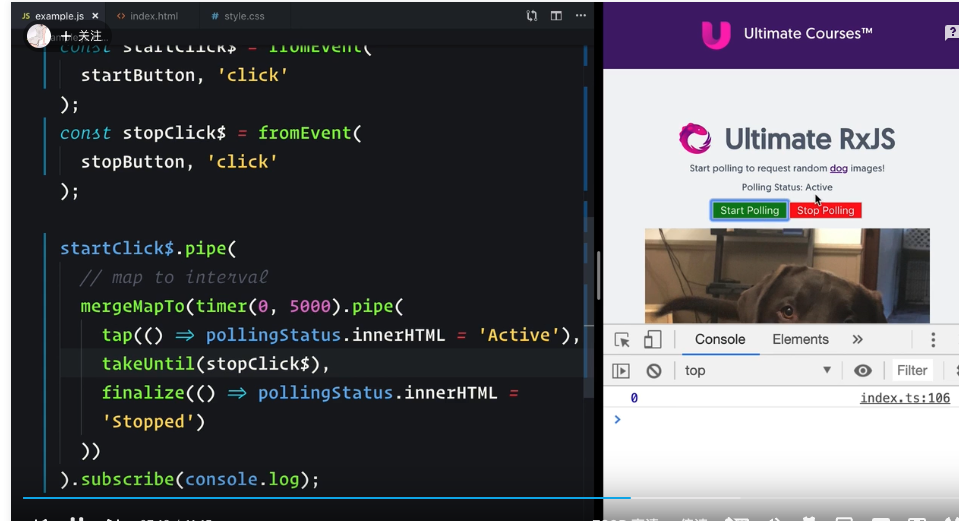 JS example.js × <> index.html # style.css ···
+ 关注
const startClick$ = fromEvent(
startButton, 'click'
);
const stopClick$ = fromEvent(
stopButton, 'click'
);
startClick$.pipe(
// map to interval
mergeMapTo(timer(0, 5000).pipe(
tap(() => pollingStatus.innerHTML = 'Active'),
takeUntil(stopClick$),
finalize(() => pollingStatus.innerHTML =
'Stopped')
))
).subscribe(console.log);
Ultimate Courses™
?
Ultimate RxJS
Start polling to request random dog images!
Polling Status: Active
Start Polling Stop Polling
Console Elements »
top Filter
0 index.ts:106
>